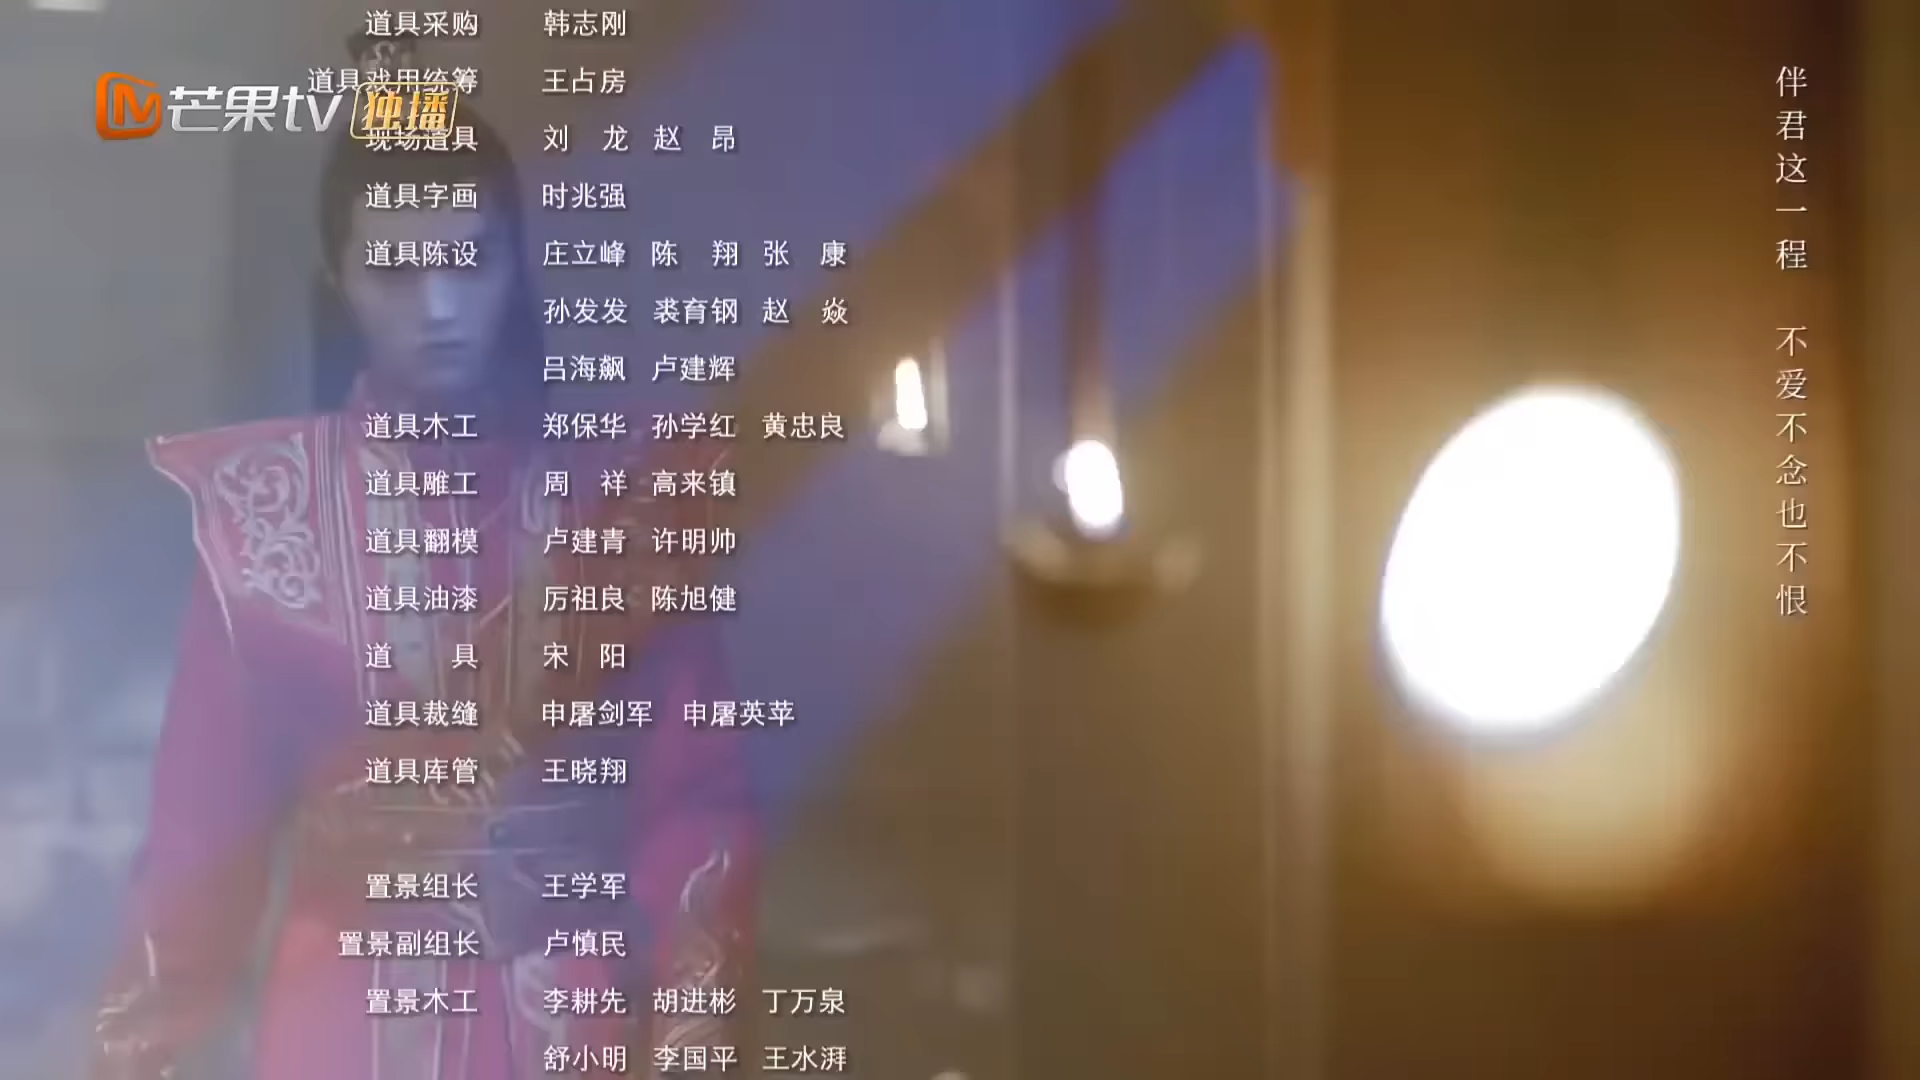 道具采购 韩志刚
道具戏用统筹 王占房
芒果tv 独播
现场道具 刘 龙 赵 昂
道具字画 时兆强
道具陈设 庄立峰 陈 翔 张 康
孙发发 裘育钢 赵 焱
吕海飙 卢建辉
道具木工 郑保华 孙学红 黄忠良
道具雕工 周 祥 高来镇
道具翻模 卢建青 许明帅
道具油漆 厉祖良 陈旭健
道 具 宋 阳
道具裁缝 申屠剑军 申屠英苹
道具库管 王晓翔
置景组长 王学军
置景副组长 卢慎民
置景木工 李耕先 胡进彬 丁万泉
舒小明 李国平 王水湃
伴君这一程 不爱不念也不恨